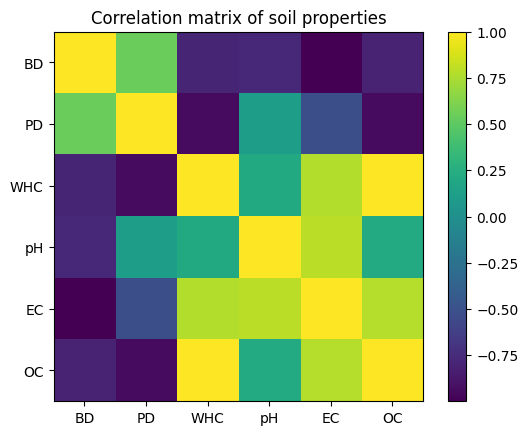 Correlation matrix of soil properties
BD
PD
WHC
pH
EC
OC
BD PD WHC pH EC OC
1.00
0.75
0.50
0.25
0.00
−0.25
−0.50
−0.75